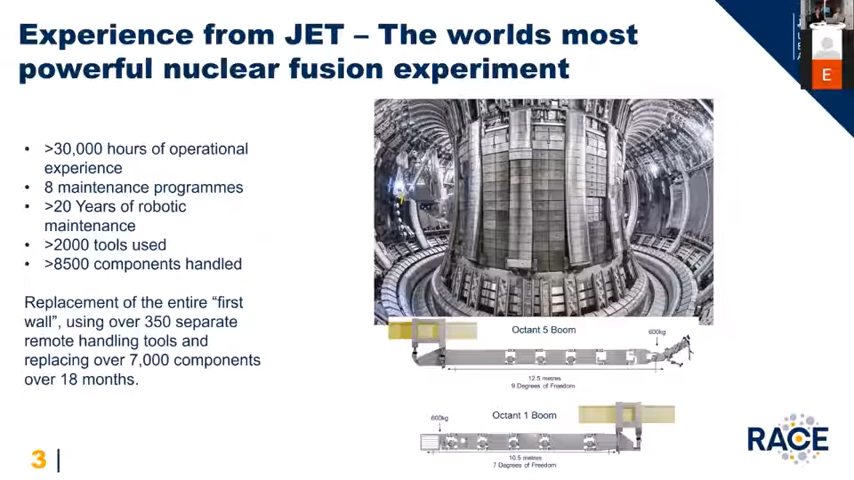 Experience from JET – The worlds most
powerful nuclear fusion experiment
• >30,000 hours of operational
experience
• 8 maintenance programmes
• >20 Years of robotic
maintenance
• >2000 tools used
• >8500 components handled
Replacement of the entire “first
wall”, using over 350 separate
remote handling tools and
replacing over 7,000 components
over 18 months.
Octant 5 Boom
600kg
12.5 metres
9 Degrees of Freedom
Octant 1 Boom
600kg
10.5 metres
7 Degrees of Freedom
RACE
3
E